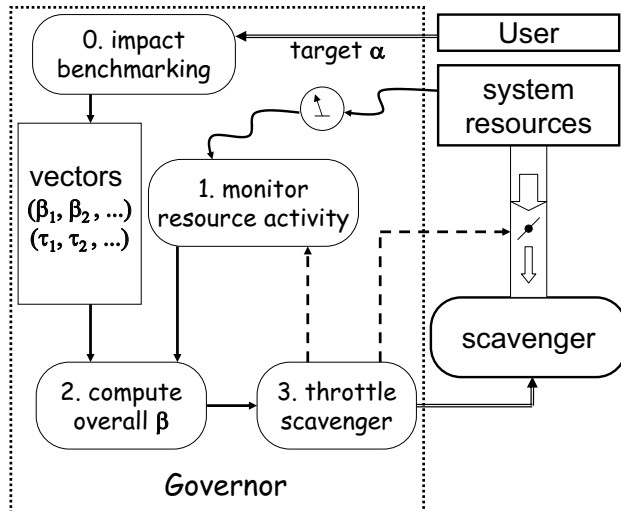 0. impact
benchmarking
target α
User
system
resources
vectors
(β₁, β₂, ...)
(τ₁, τ₂, ...)
1. monitor
resource activity
scavenger
2. compute
overall β
3. throttle
scavenger
Governor